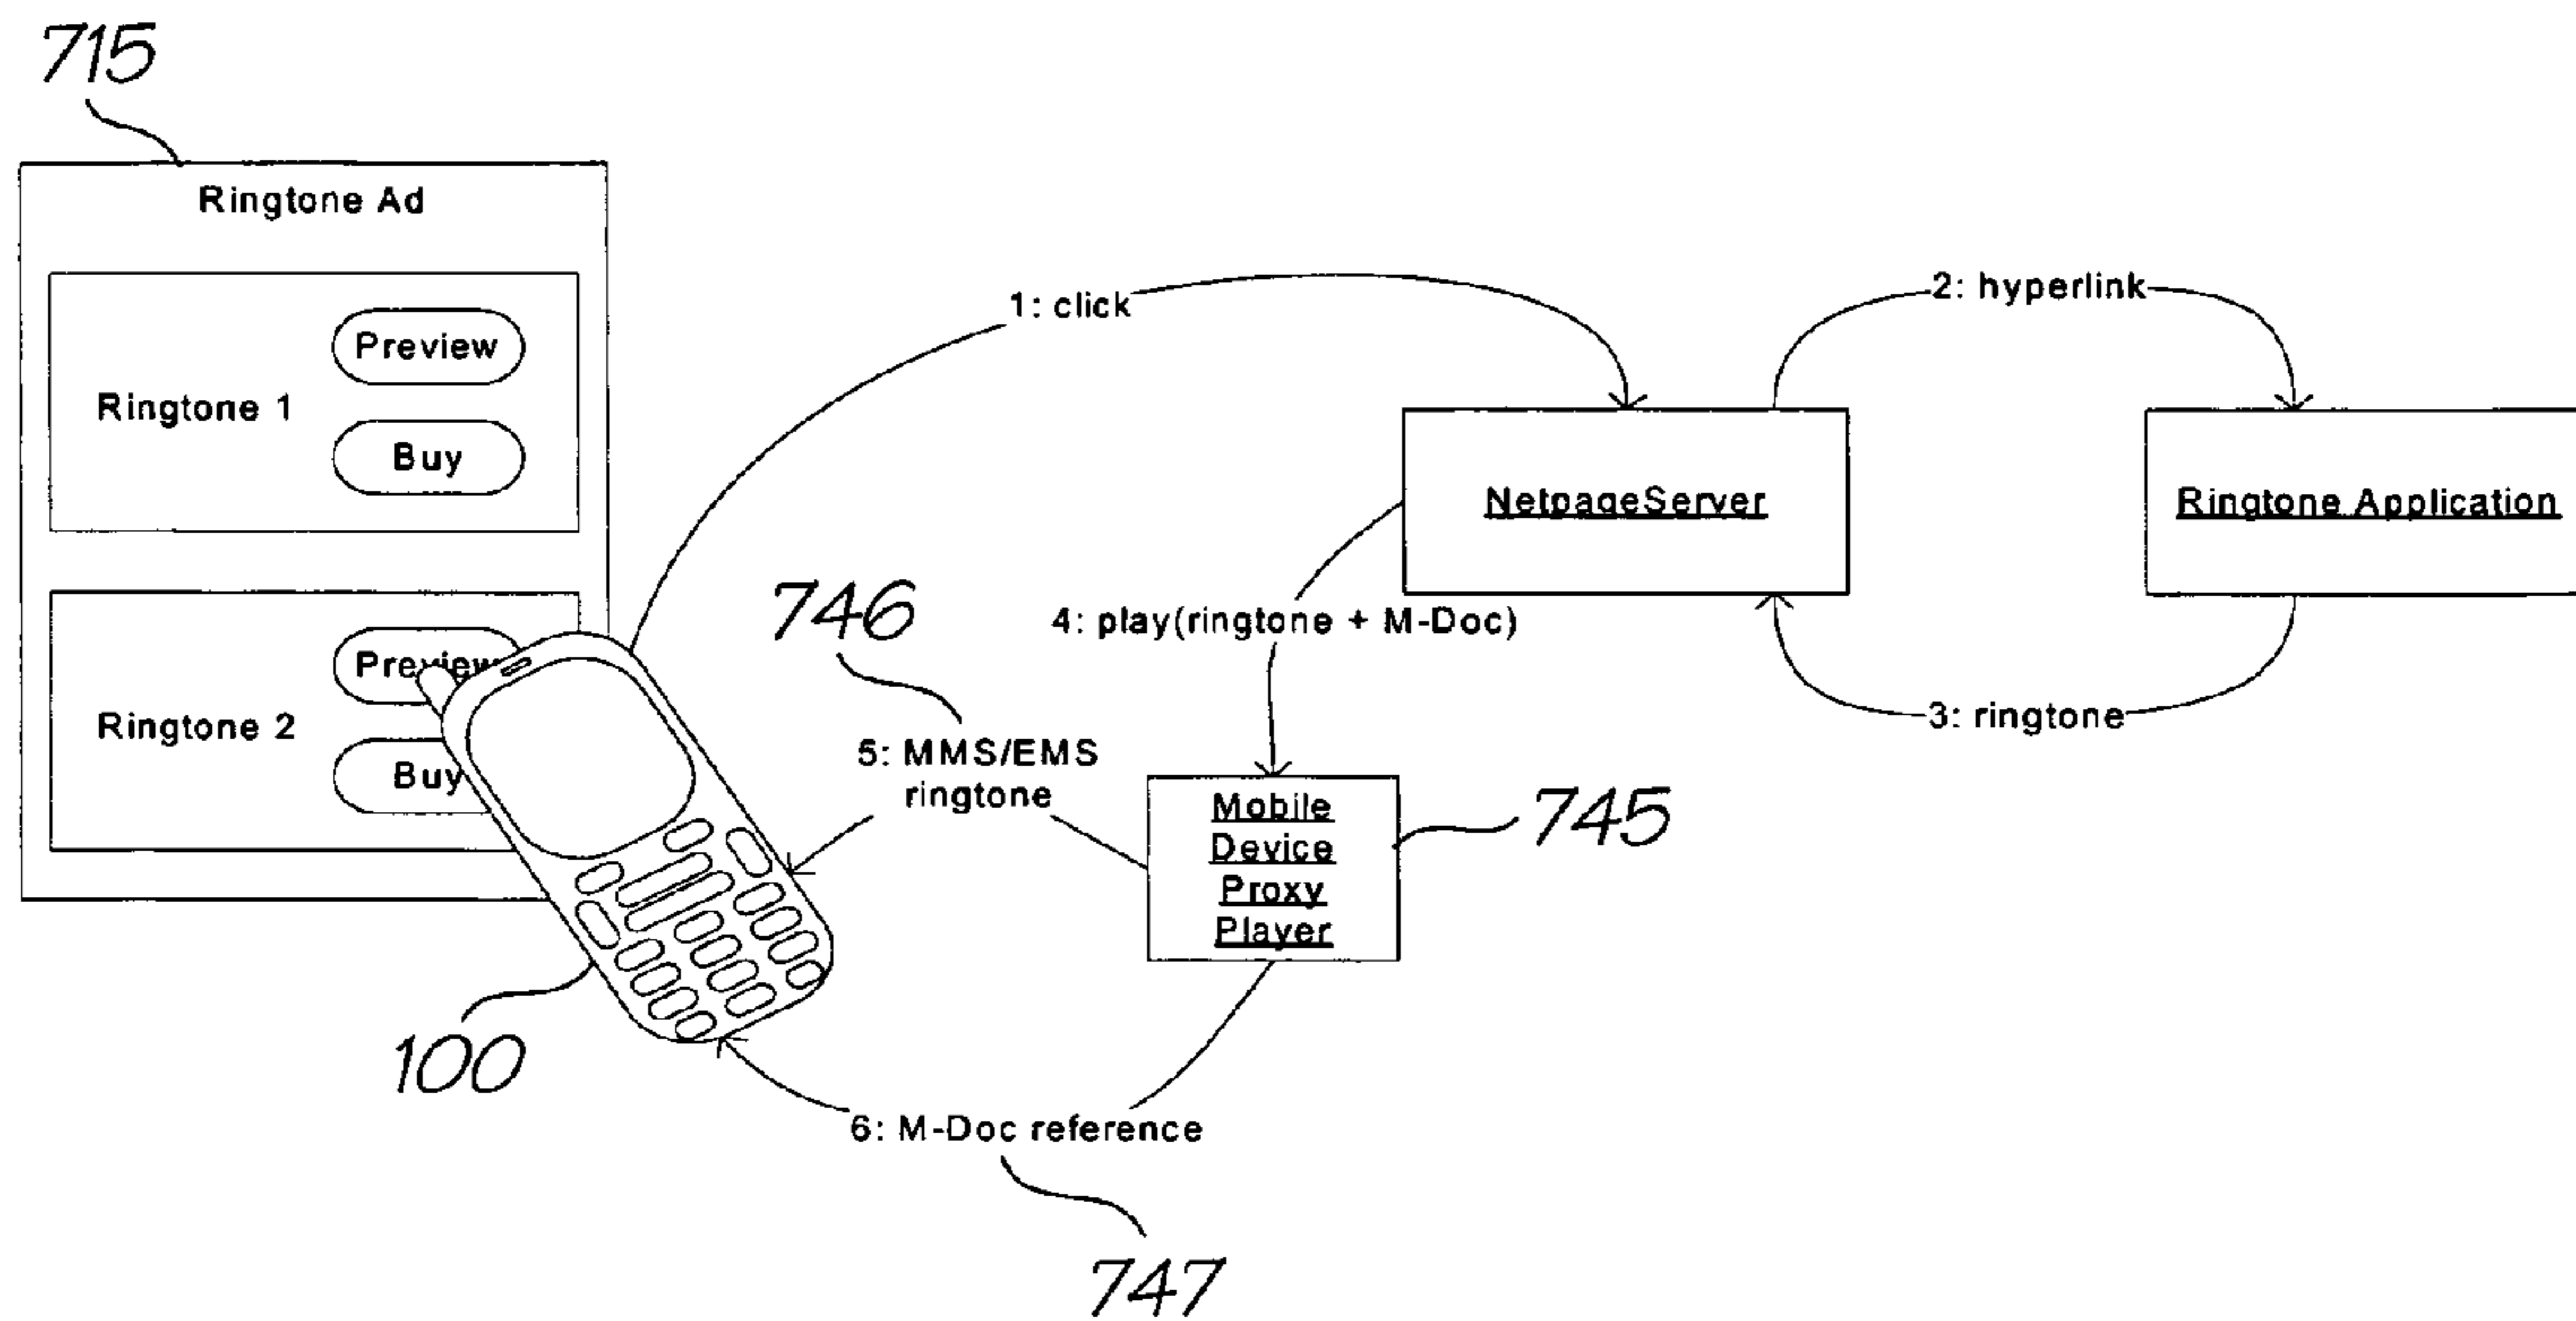 715
Ringtone Ad
Ringtone 1
Preview
Buy
Ringtone 2
Preview
Buy
100
1: click
2: hyperlink
NetpageServer
Ringtone Application
3: ringtone
4: play(ringtone + M-Doc)
746
5: MMS/EMS
ringtone
Mobile
Device
Proxy
Player
745
6: M-Doc reference
747